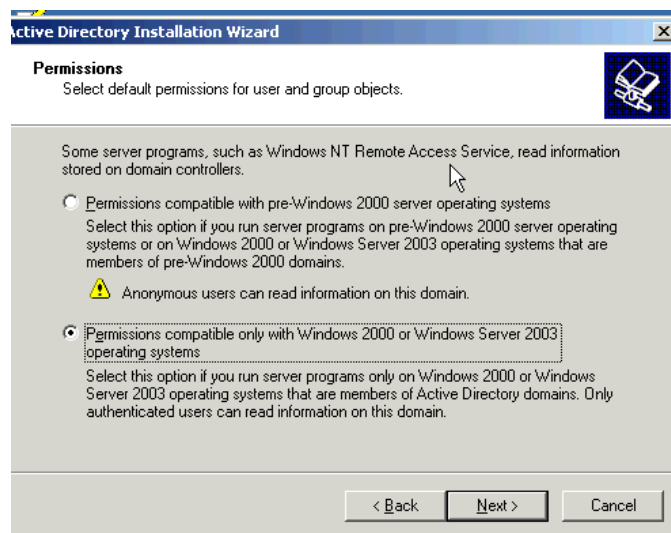 Active Directory Installation Wizard
Permissions
Select default permissions for user and group objects.
Some server programs, such as Windows NT Remote Access Service, read information
stored on domain controllers.
Permissions compatible with pre-Windows 2000 server operating systems
Select this option if you run server programs on pre-Windows 2000 server operating
systems or on Windows 2000 or Windows Server 2003 operating systems that are
members of pre-Windows 2000 domains.
Anonymous users can read information on this domain.
Permissions compatible only with Windows 2000 or Windows Server 2003
operating systems
Select this option if you run server programs only on Windows 2000 or Windows
Server 2003 operating systems that are members of Active Directory domains. Only
authenticated users can read information on this domain.
< Back Next > Cancel